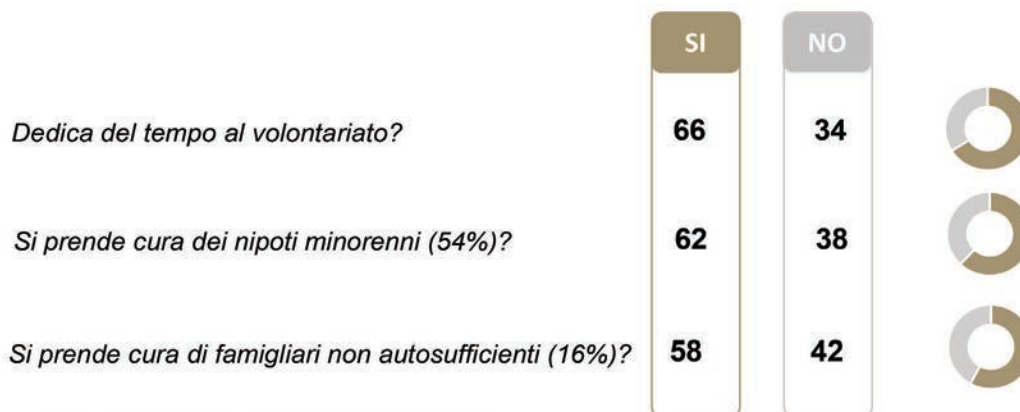 SI NO
Dedica del tempo al volontariato? 66 34
Si prende cura dei nipoti minorenni (54%)? 62 38
Si prende cura di famigliari non autosufficienti (16%)? 58 42